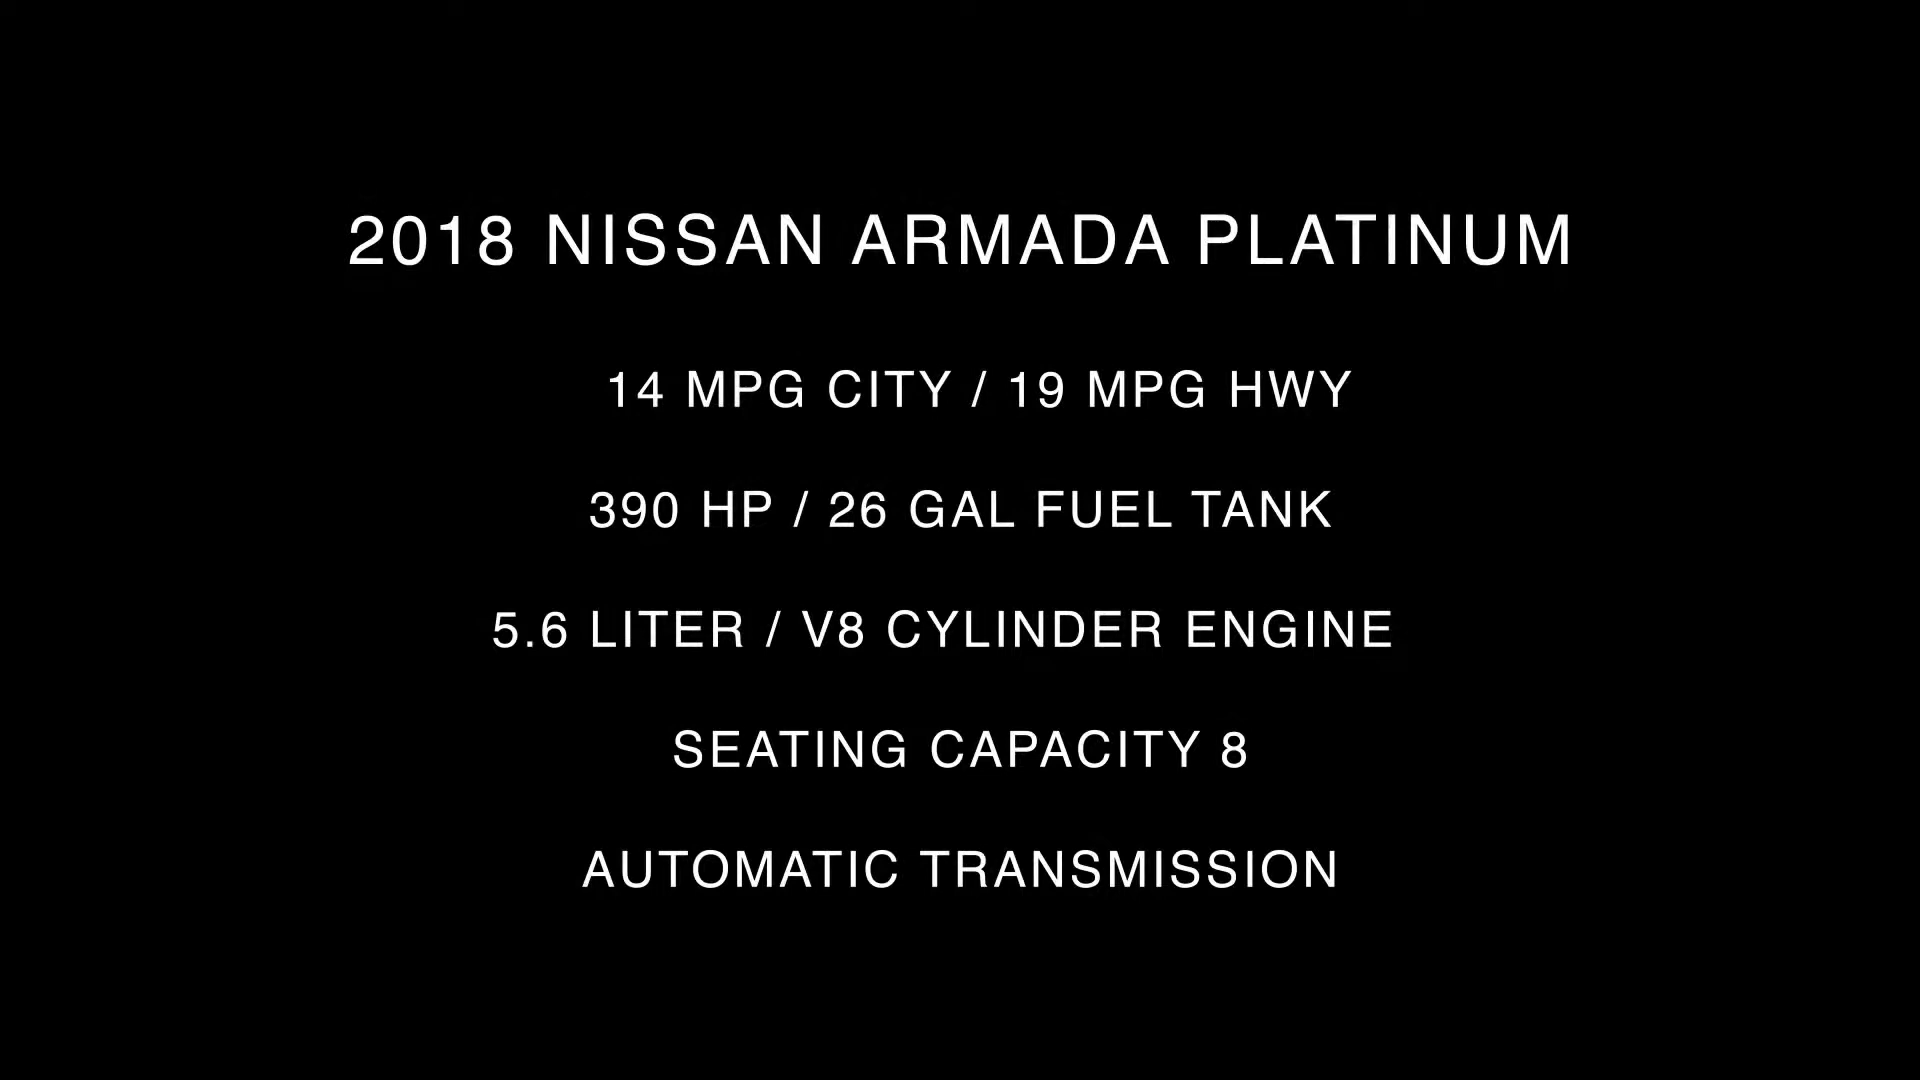 2018 NISSAN ARMADA PLATINUM
14 MPG CITY / 19 MPG HWY
390 HP / 26 GAL FUEL TANK
5.6 LITER / V8 CYLINDER ENGINE
SEATING CAPACITY 8
AUTOMATIC TRANSMISSION